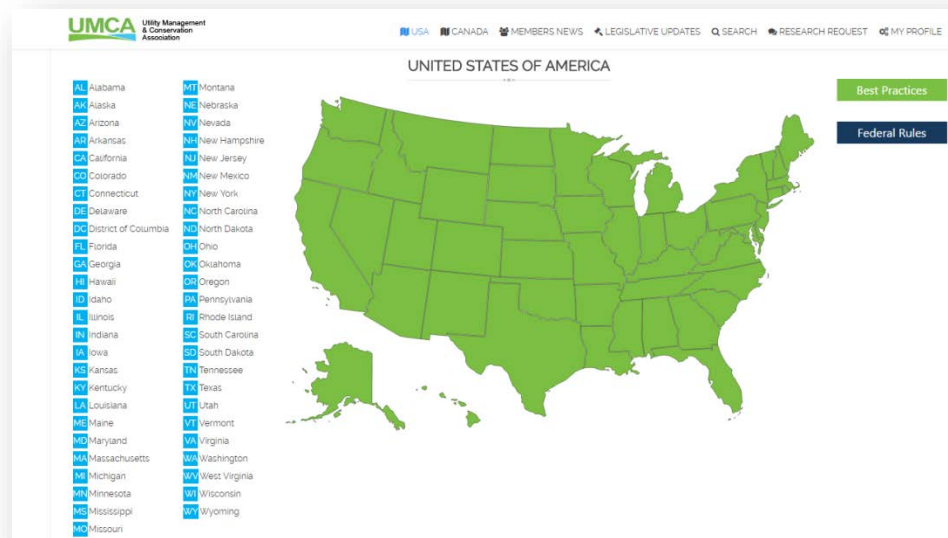 UMCA
Utility Management
& Conservation
Association
USA
CANADA
MEMBERS NEWS
LEGISLATIVE UPDATES
SEARCH
RESEARCH REQUEST
MY PROFILE
UNITED STATES OF AMERICA
AL Alabama
AK Alaska
AZ Arizona
AR Arkansas
CA California
CO Colorado
CT Connecticut
DE Delaware
DC District of Columbia
FL Florida
GA Georgia
HI Hawaii
ID Idaho
IL Illinois
IN Indiana
IA Iowa
KS Kansas
KY Kentucky
LA Louisiana
ME Maine
MD Maryland
MA Massachusetts
MI Michigan
MN Minnesota
MS Mississippi
MO Missouri
MT Montana
NE Nebraska
NV Nevada
NH New Hampshire
NJ New Jersey
NM New Mexico
NY New York
NC North Carolina
ND North Dakota
OH Ohio
OK Oklahoma
OR Oregon
PA Pennsylvania
RI Rhode Island
SC South Carolina
SD South Dakota
TN Tennessee
TX Texas
UT Utah
VT Vermont
VA Virginia
WA Washington
WV West Virginia
WI Wisconsin
WY Wyoming
Best Practices
Federal Rules